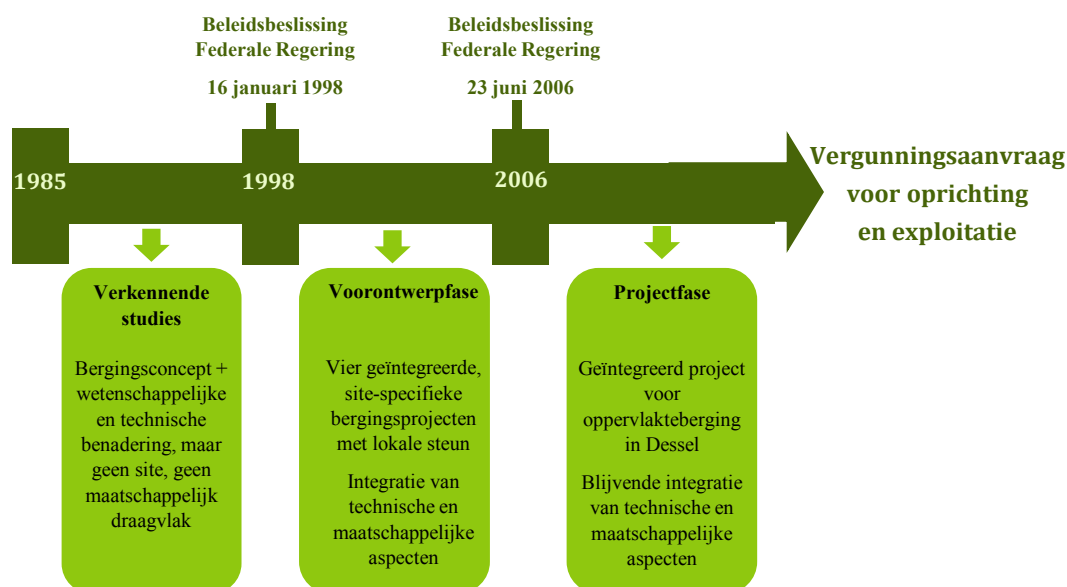 Beleidsbeslissing
Federale Regering
16 januari 1998
Beleidsbeslissing
Federale Regering
23 juni 2006
1985
1998
2006
Vergunningsaanvraag
voor oprichting
en exploitatie
Verkennende
studies
Bergingsconcept +
wetenschappelijke
en technische
benadering, maar
geen site, geen
maatschappelijk
draagvlak
Voorontwerpfase
Vier geïntegreerde,
site-specifieke
bergingsprojecten
met lokale steun
Integratie van
technische en
maatschappelijke
aspecten
Projectfase
Geïntegreerd project
voor
oppervlakteberging
in Dessel
Blijvende integratie
van technische en
maatschappelijke
aspecten